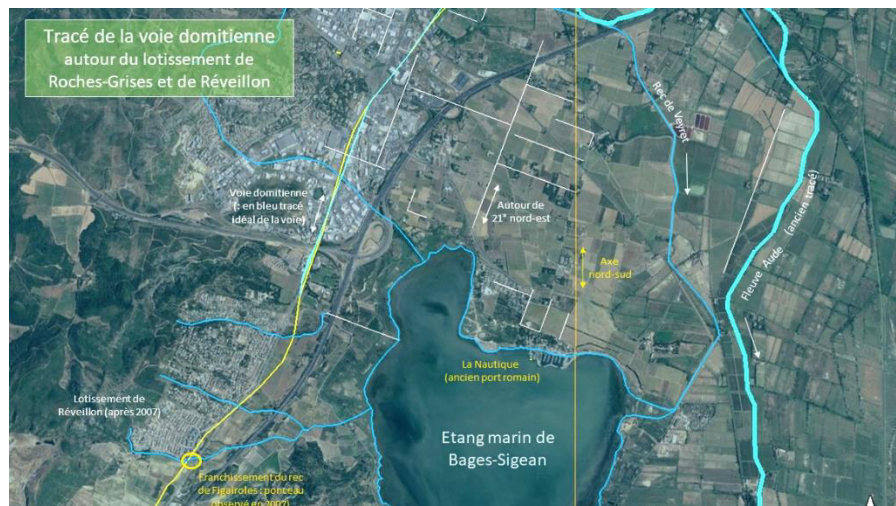 Tracé de la voie domitienne
autour du lotissement de
Roches-Grises et de Réveillon
Rec de Veyret
Voie domitienne
(: en bleu tracé
idéal de la voie)
Autour de
21° nord-est
Axe
nord-sud
Fleuve Aude (ancien tracé)
La Nautique
(ancien port romain)
Lotissement de
Réveillon (après 2007)
Etang marin de
Bages-Sigean
Franchissement du rec
de Figairoles : ponceau
observé en 2007)